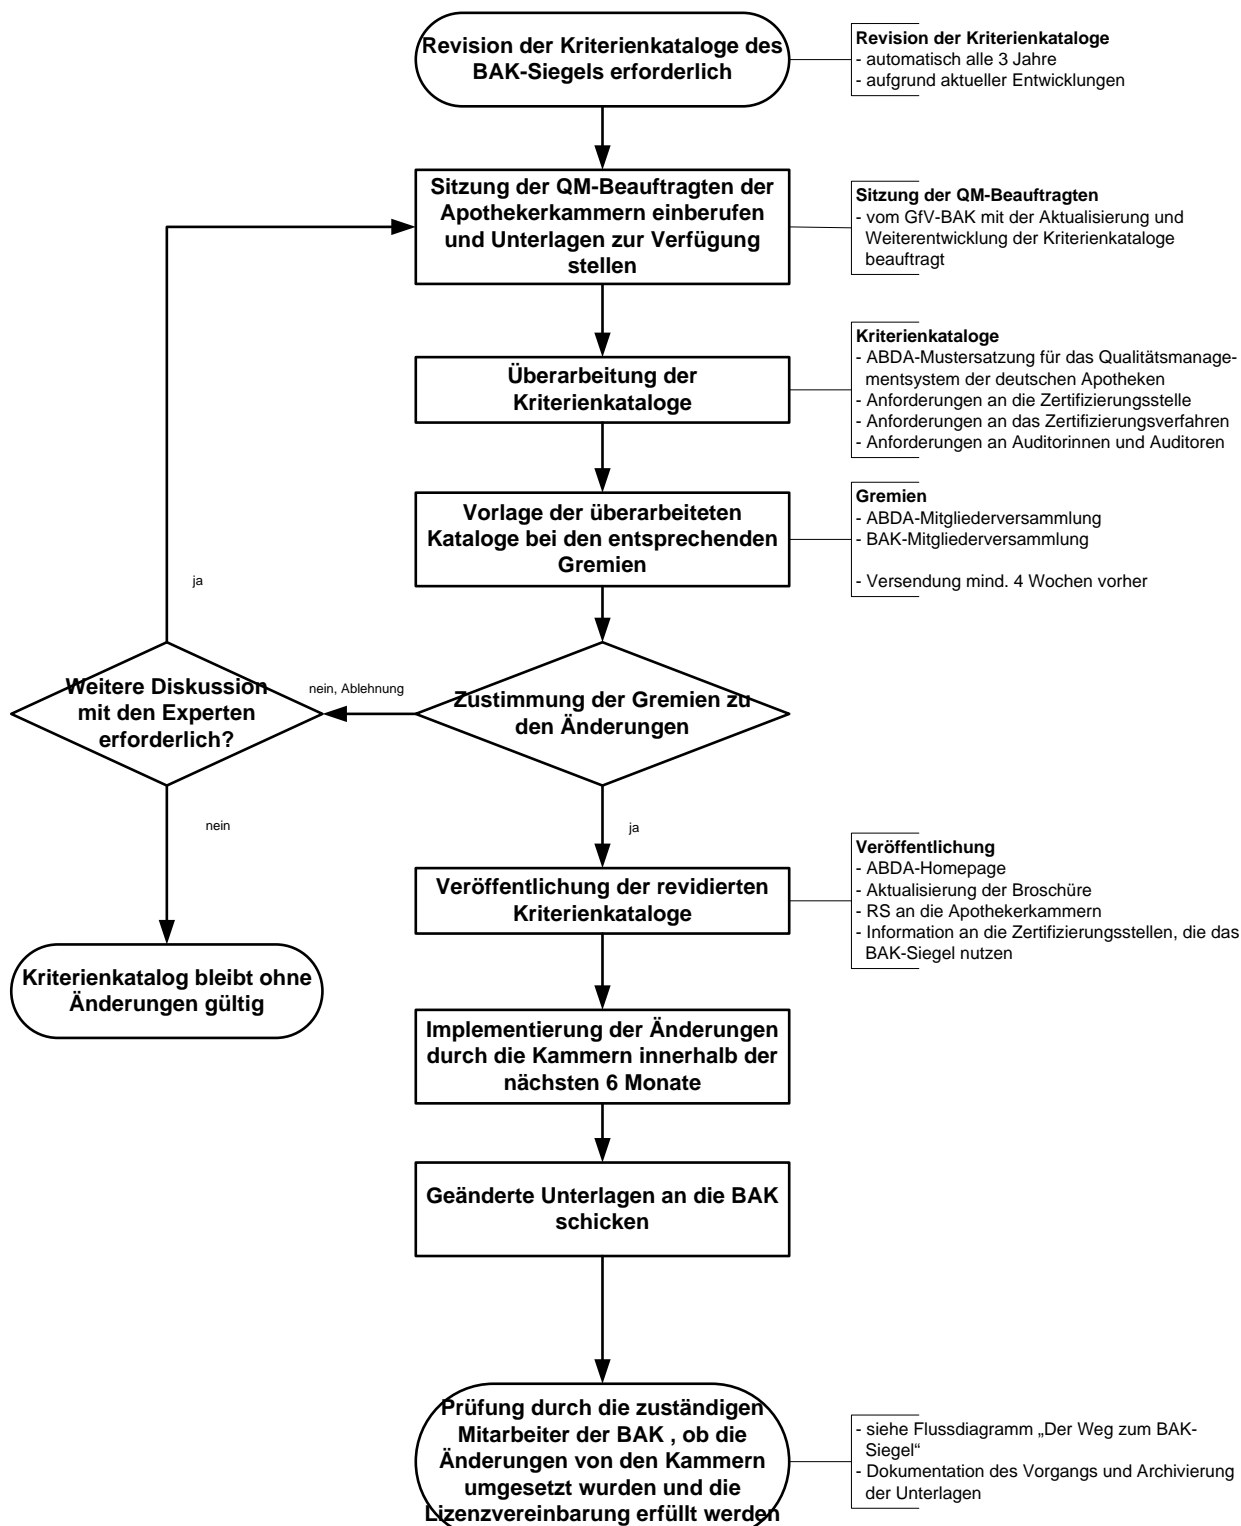 Revision der Kriterienkataloge des
BAK-Siegels erforderlich
Revision der Kriterienkataloge
- automatisch alle 3 Jahre
- aufgrund aktueller Entwicklungen
Sitzung der QM-Beauftragten der
Apothekerkammern einberufen
und Unterlagen zur Verfügung
stellen
Sitzung der QM-Beauftragten
- vom GfV-BAK mit der Aktualisierung und
Weiterentwicklung der Kriterienkataloge
beauftragt
Überarbeitung der
Kriterienkataloge
Kriterienkataloge
- ABDA-Mustersatzung für das Qualitätsmanage-
mentsystem der deutschen Apotheken
- Anforderungen an die Zertifizierungsstelle
- Anforderungen an das Zertifizierungsverfahren
- Anforderungen an Auditorinnen und Auditoren
Vorlage der überarbeiteten
Kataloge bei den entsprechenden
Gremien
Gremien
- ABDA-Mitgliederversammlung
- BAK-Mitgliederversammlung
- Versendung mind. 4 Wochen vorher
ja
Weitere Diskussion
mit den Experten
erforderlich?
nein, Ablehnung
Zustimmung der Gremien zu
den Änderungen
nein
ja
Veröffentlichung der revidierten
Kriterienkataloge
Veröffentlichung
- ABDA-Homepage
- Aktualisierung der Broschüre
- RS an die Apothekerkammern
- Information an die Zertifizierungsstellen, die das
BAK-Siegel nutzen
Kriterienkatalog bleibt ohne
Änderungen gültig
Implementierung der Änderungen
durch die Kammern innerhalb der
nächsten 6 Monate
Geänderte Unterlagen an die BAK
schicken
Prüfung durch die zuständigen
Mitarbeiter der BAK , ob die
Änderungen von den Kammern
umgesetzt wurden und die
Lizenzvereinbarung erfüllt werden
- siehe Flussdiagramm „Der Weg zum BAK-
Siegel“
- Dokumentation des Vorgangs und Archivierung
der Unterlagen